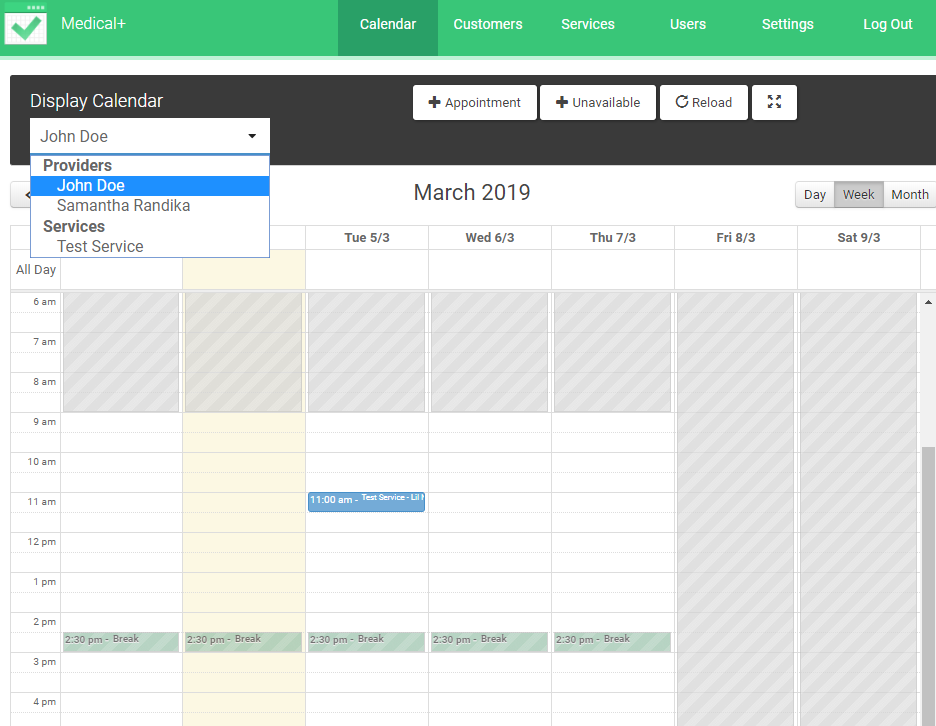 Medical+
Calendar Customers Services Users Settings Log Out
Display Calendar
Appointment Unavailable Reload
John Doe
Providers
John Doe
Samantha Randika
Services
Test Service
March 2019
Day Week Month
Tue 5/3 Wed 6/3 Thu 7/3 Fri 8/3 Sat 9/3
All Day
6 am
7 am
8 am
9 am
10 am
11 am
11:00 am - Test Service - Lil
12 pm
1 pm
2 pm
2:30 pm - Break 2:30 pm - Break 2:30 pm - Break 2:30 pm - Break 2:30 pm - Break
3 pm
4 pm